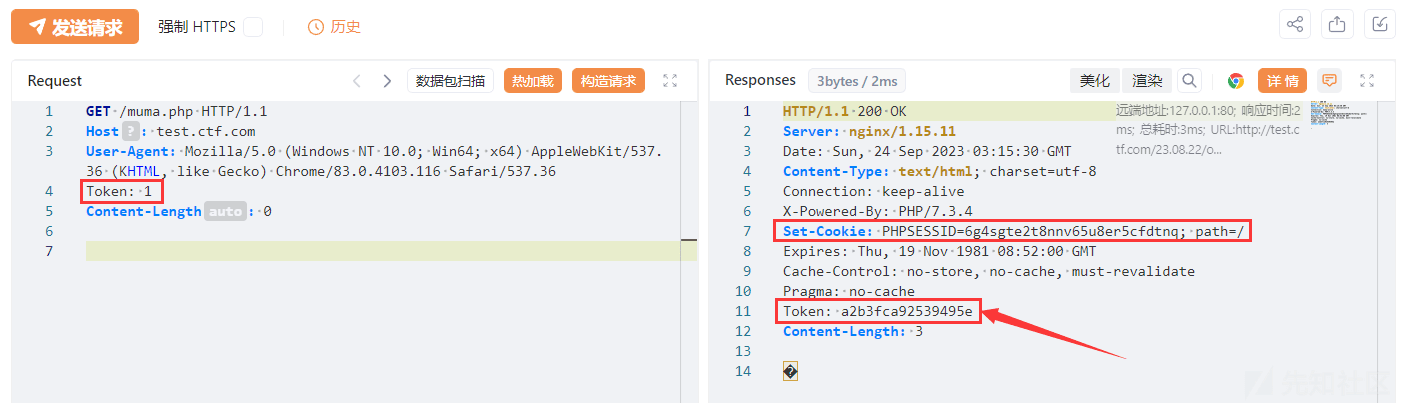 发送请求 强制 HTTPS 历史
Request 数据包扫描 热加载 构造请求
1 GET /muma.php HTTP/1.1
2 Host ? : test.ctf.com
3 User-Agent: Mozilla/5.0 (Windows NT 10.0; Win64; x64) AppleWebKit/537.
36 (KHTML, like Gecko) Chrome/83.0.4103.116 Safari/537.36
4 Token: 1
5 Content-Length auto : 0
6
7
Responses 3bytes / 2ms 美化 渲染 详情
1 HTTP/1.1 200 OK
2 Server: nginx/1.15.11
3 Date: Sun, 24 Sep 2023 03:15:30 GMT
4 Content-Type: text/html; charset=utf-8
5 Connection: keep-alive
6 X-Powered-By: PHP/7.3.4
7 Set-Cookie: PHPSESSID=6g4sgte2t8nnv65u8er5cfdtnq; path=/
8 Expires: Thu, 19 Nov 1981 08:52:00 GMT
9 Cache-Control: no-store, no-cache, must-revalidate
10 Pragma: no-cache
11 Token: a2b3fca92539495e
12 Content-Length: 3
13
14 �
远端地址:127.0.0.1:80; 响应时间:2
ms; 总耗时:3ms; URL:http://test.c
tf.com/23.08.22/o...
先知社区